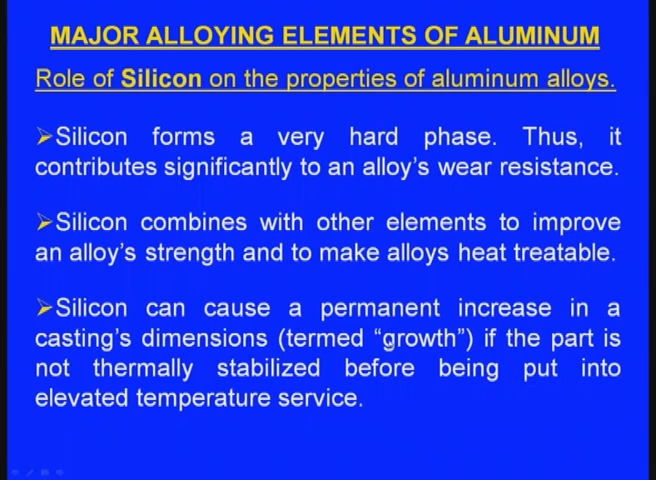 MAJOR ALLOYING ELEMENTS OF ALUMINUM
Role of Silicon on the properties of aluminum alloys.
➢Silicon forms a very hard phase. Thus, it
contributes significantly to an alloy's wear resistance.
➢Silicon combines with other elements to improve
an alloy's strength and to make alloys heat treatable.
➢Silicon can cause a permanent increase in a
casting's dimensions (termed “growth”) if the part is
not thermally stabilized before being put into
elevated temperature service.